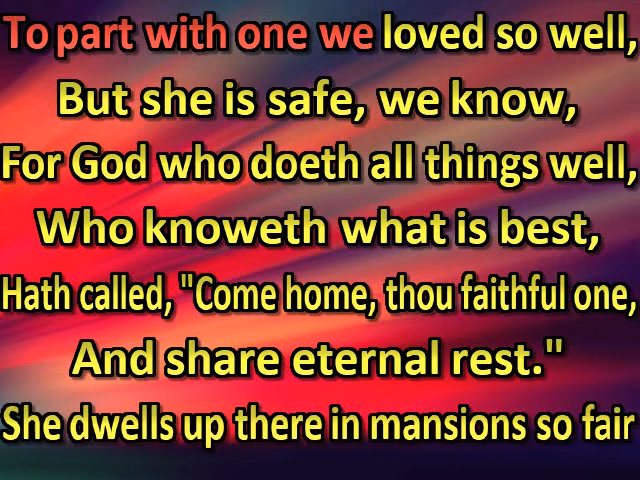 To part with one we loved so well,
But she is safe, we know,
For God who doeth all things well,
Who knoweth what is best,
Hath called, "Come home, thou faithful one,
And share eternal rest."
She dwells up there in mansions so fair